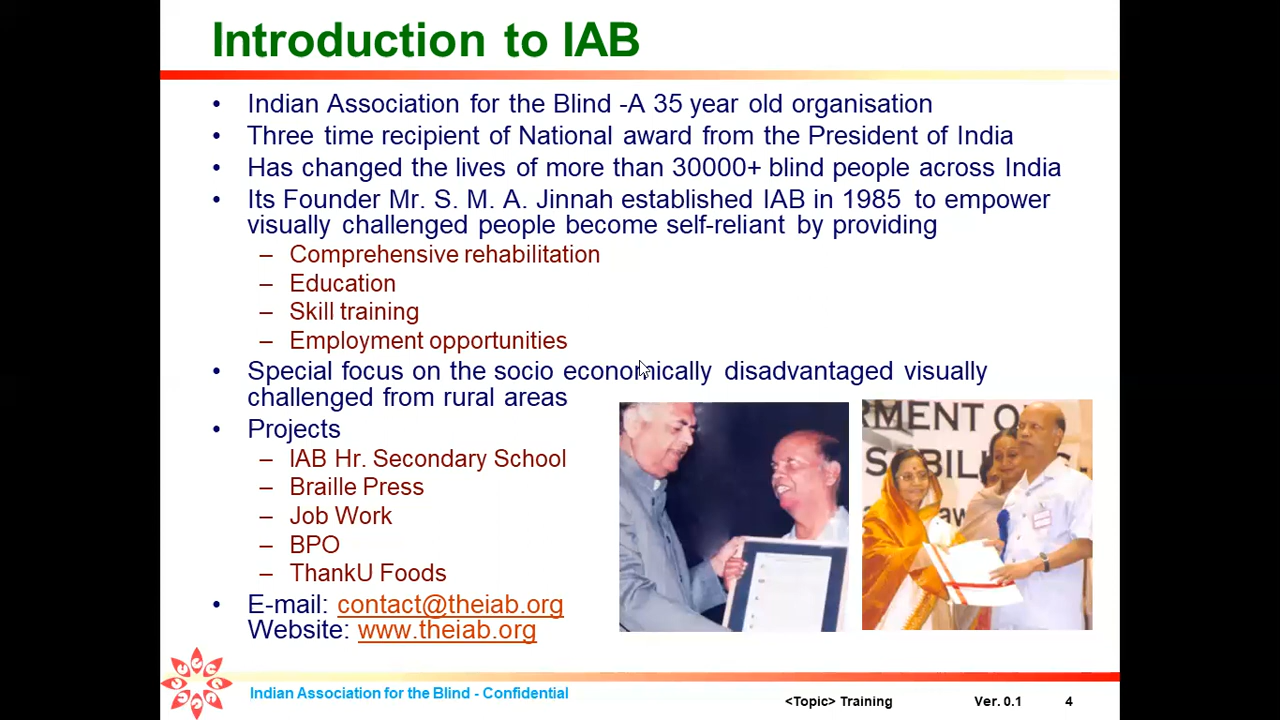 Introduction to IAB
• Indian Association for the Blind -A 35 year old organisation
• Three time recipient of National award from the President of India
• Has changed the lives of more than 30000+ blind people across India
• Its Founder Mr. S. M. A. Jinnah established IAB in 1985 to empower
visually challenged people become self-reliant by providing
– Comprehensive rehabilitation
– Education
– Skill training
– Employment opportunities
• Special focus on the socio economically disadvantaged visually
challenged from rural areas
• Projects
– IAB Hr. Secondary School
– Braille Press
– Job Work
– BPO
– ThankU Foods
• E-mail: contact@theiab.org
Website: www.theiab.org
RMENT O
SABILI
Indian Association for the Blind - Confidential
<Topic> Training Ver. 0.1 4